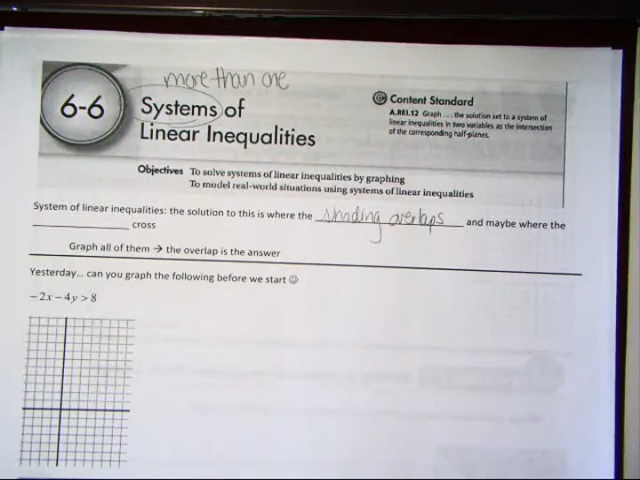 more than one
6-6
Systems of
Linear Inequalities
Content Standard
A.REI.12 Graph . . . the solution set to a system of
linear inequalities in two variables as the intersection
of the corresponding half-planes.
Objectives To solve systems of linear inequalities by graphing
To model real-world situations using systems of linear inequalities
System of linear inequalities: the solution to this is where the shading overlaps and maybe where the
____________ cross
Graph all of them → the overlap is the answer
Yesterday... can you graph the following before we start ☺
−2x−4y>8